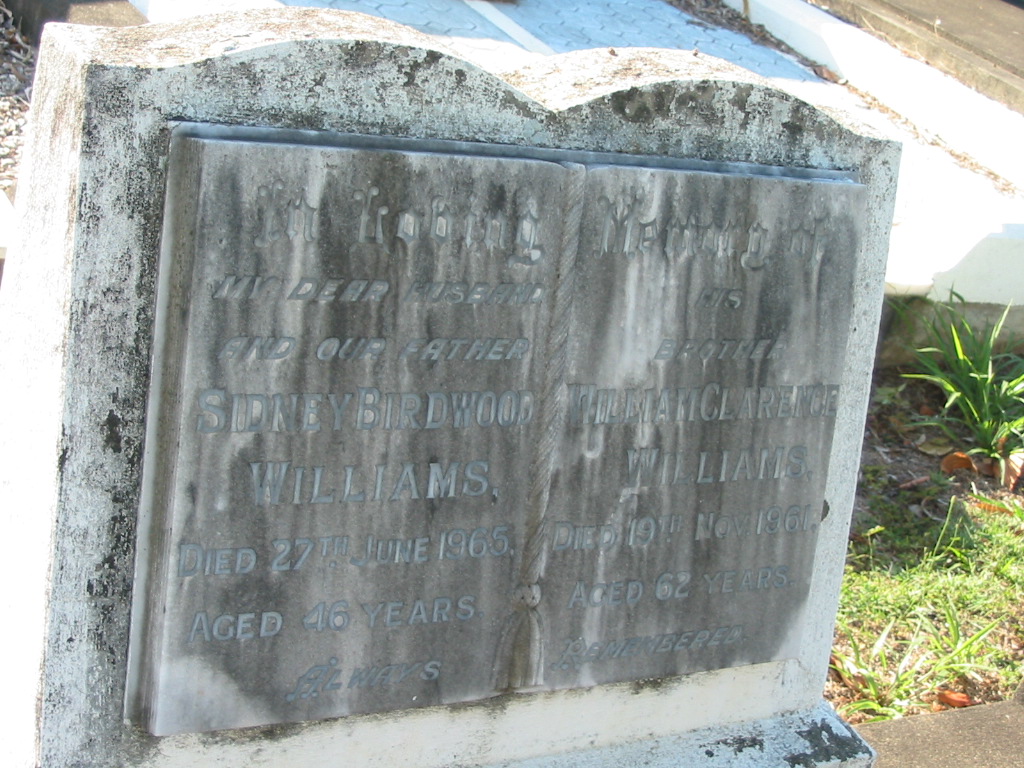 In Loving Memory of
MY DEAR HUSBAND
AND OUR FATHER
SIDNEY BIRDWOOD
WILLIAMS.
DIED 27TH JUNE 1965.
AGED 46 YEARS.
HIS
BROTHER
WILLIAM CLARENCE
WILLIAMS.
DIED 19TH NOV. 1961.
AGED 62 YEARS.
ALWAYS REMEMBERED.